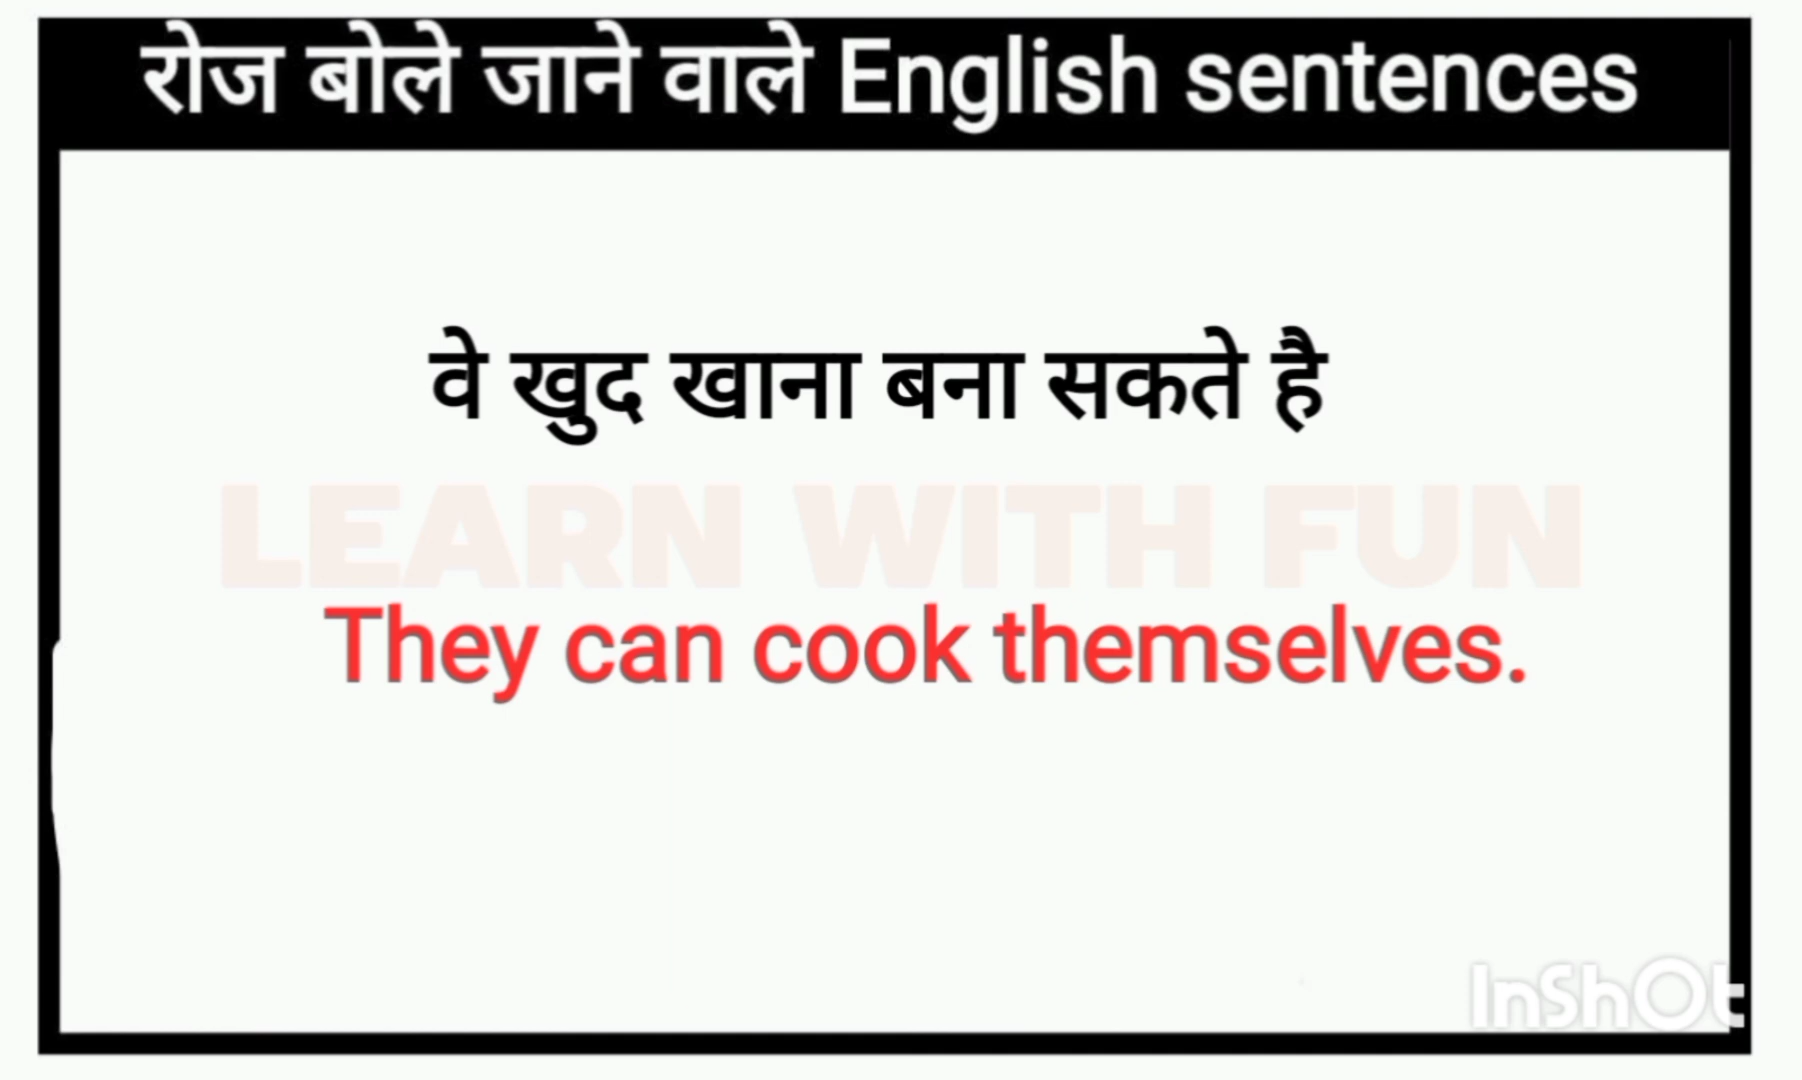 रोज बोले जाने वाले English sentences
वे खुद खाना बना सकते है
LEARN WITH FUN
They can cook themselves.
InShOt